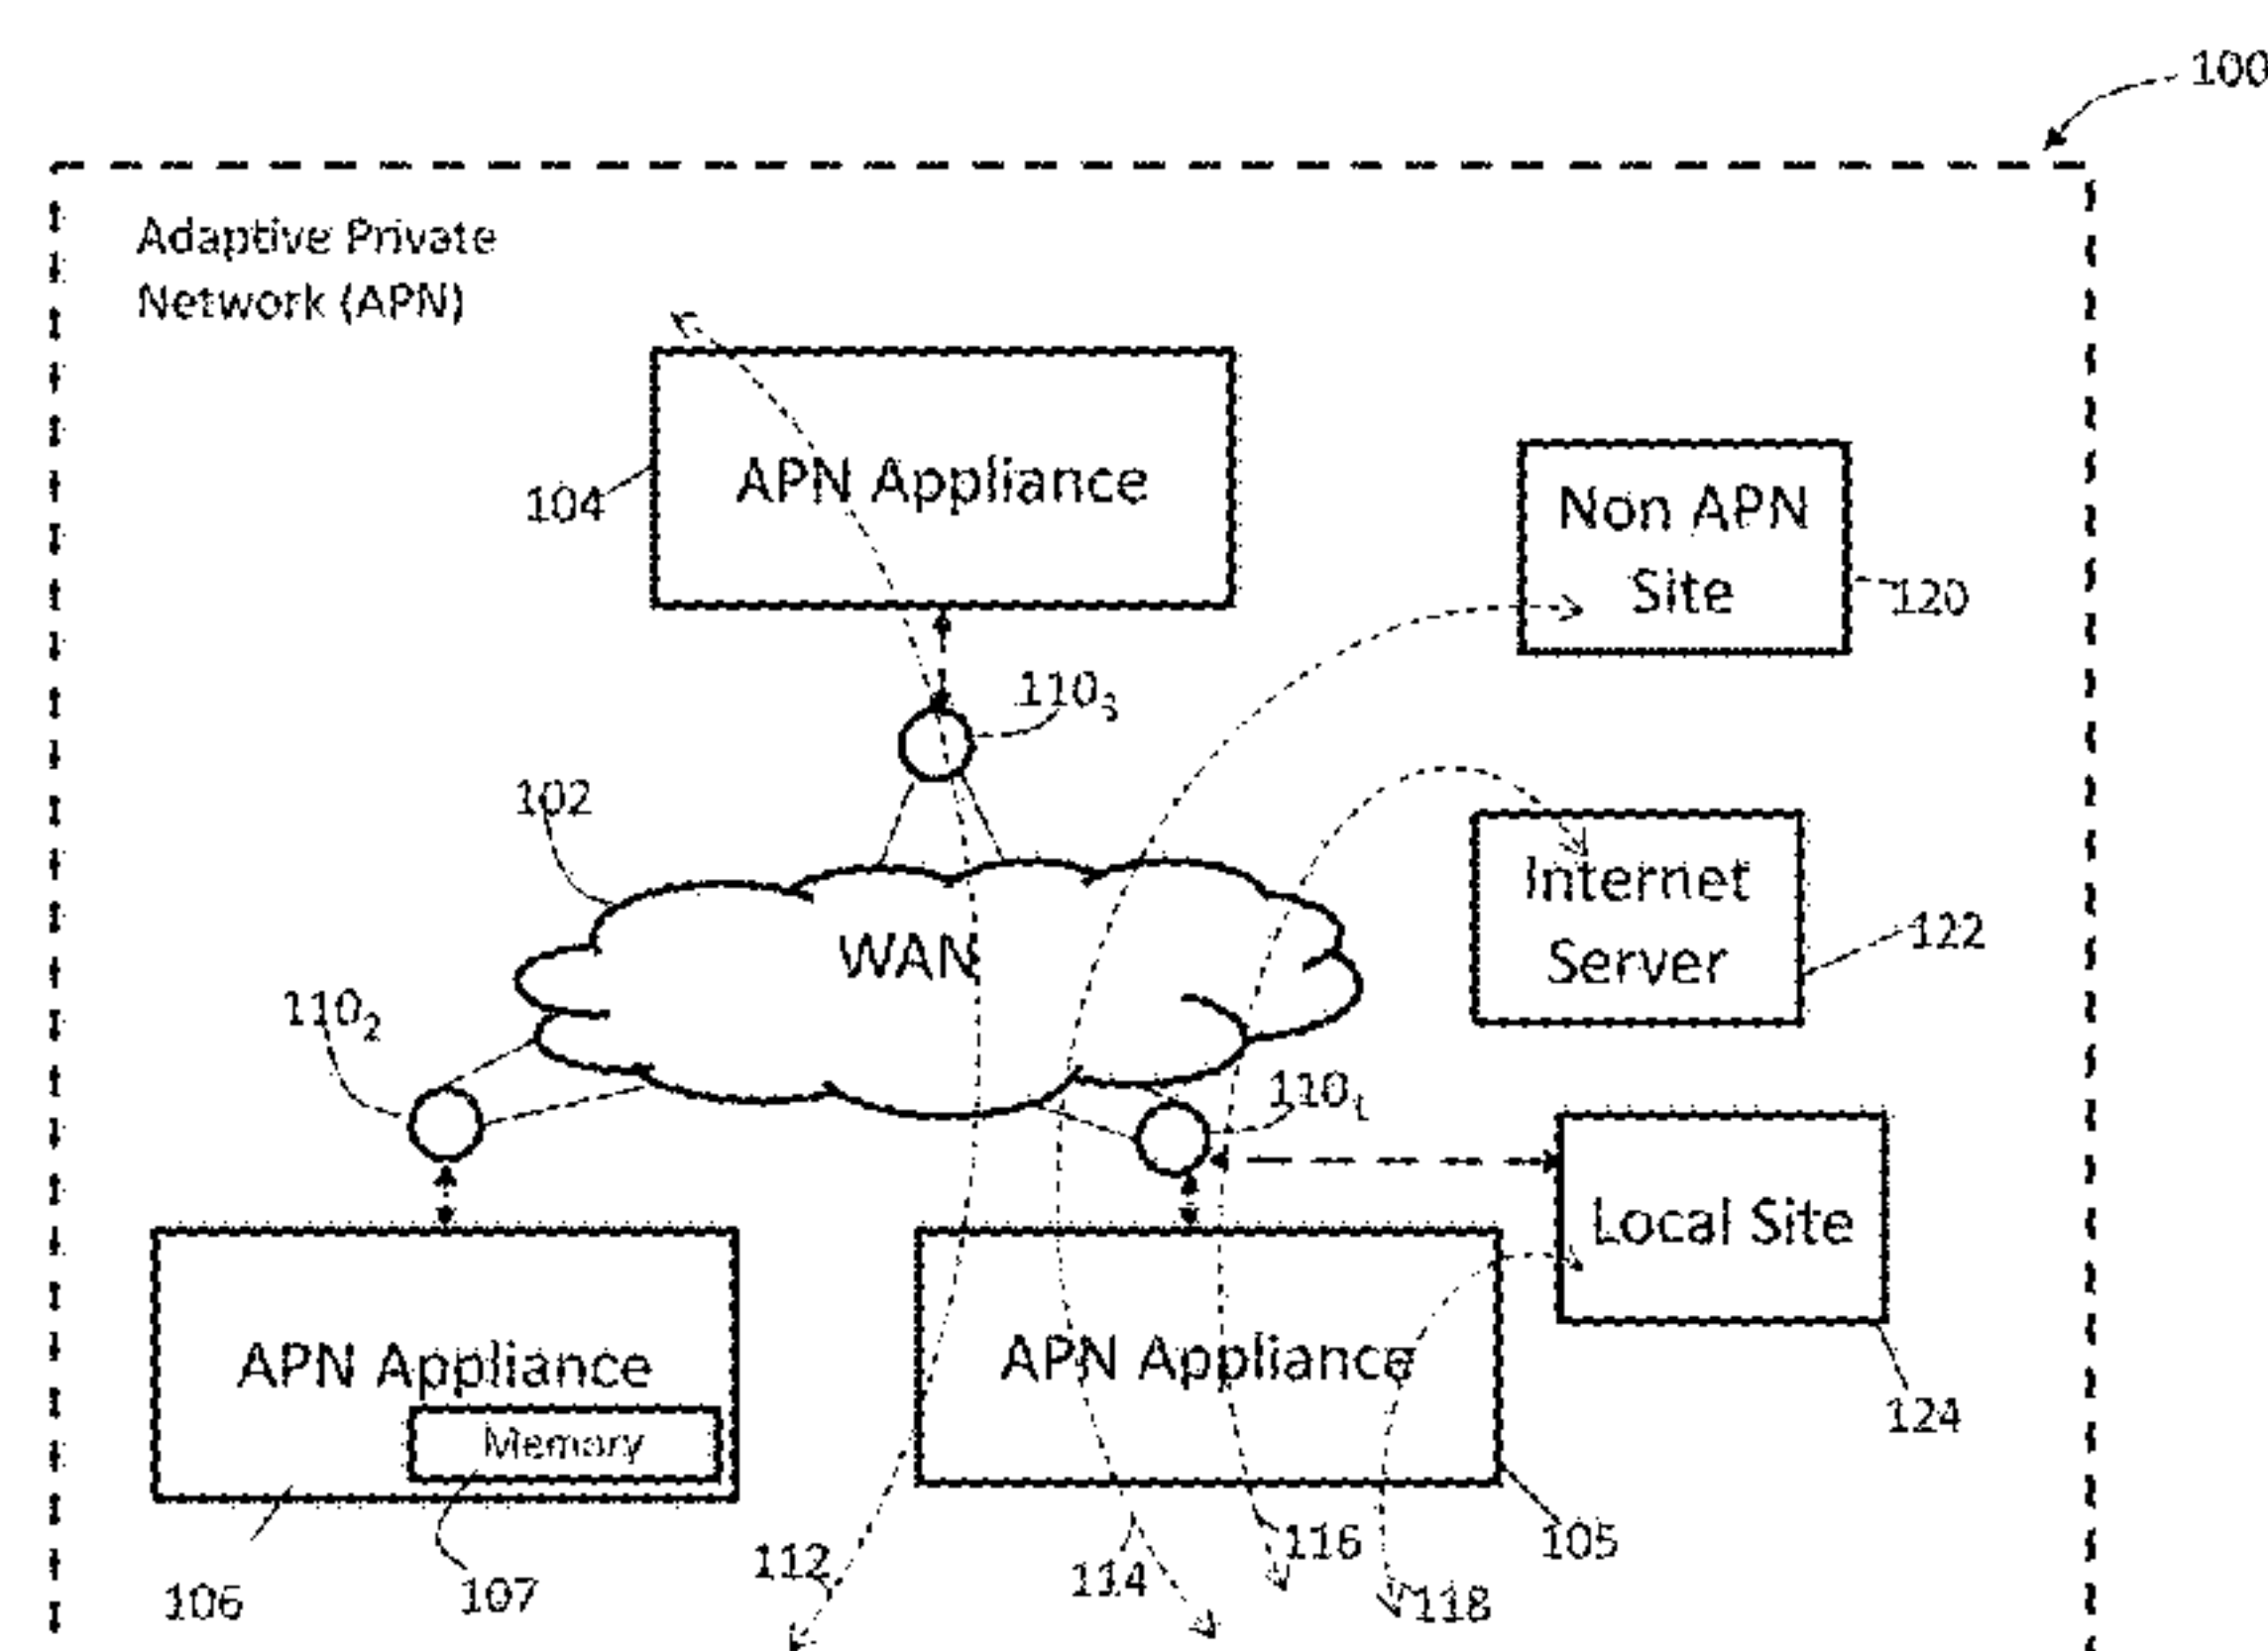 100
Adaptive Private
Network (APN)
APN Appliance
104
Non APN
Site
120
110₃
102
WAN
Internet
Server
122
110₂
110₁
Local Site
124
APN Appliance
Memory
APN Appliance
105
106
107
112
114
116
118